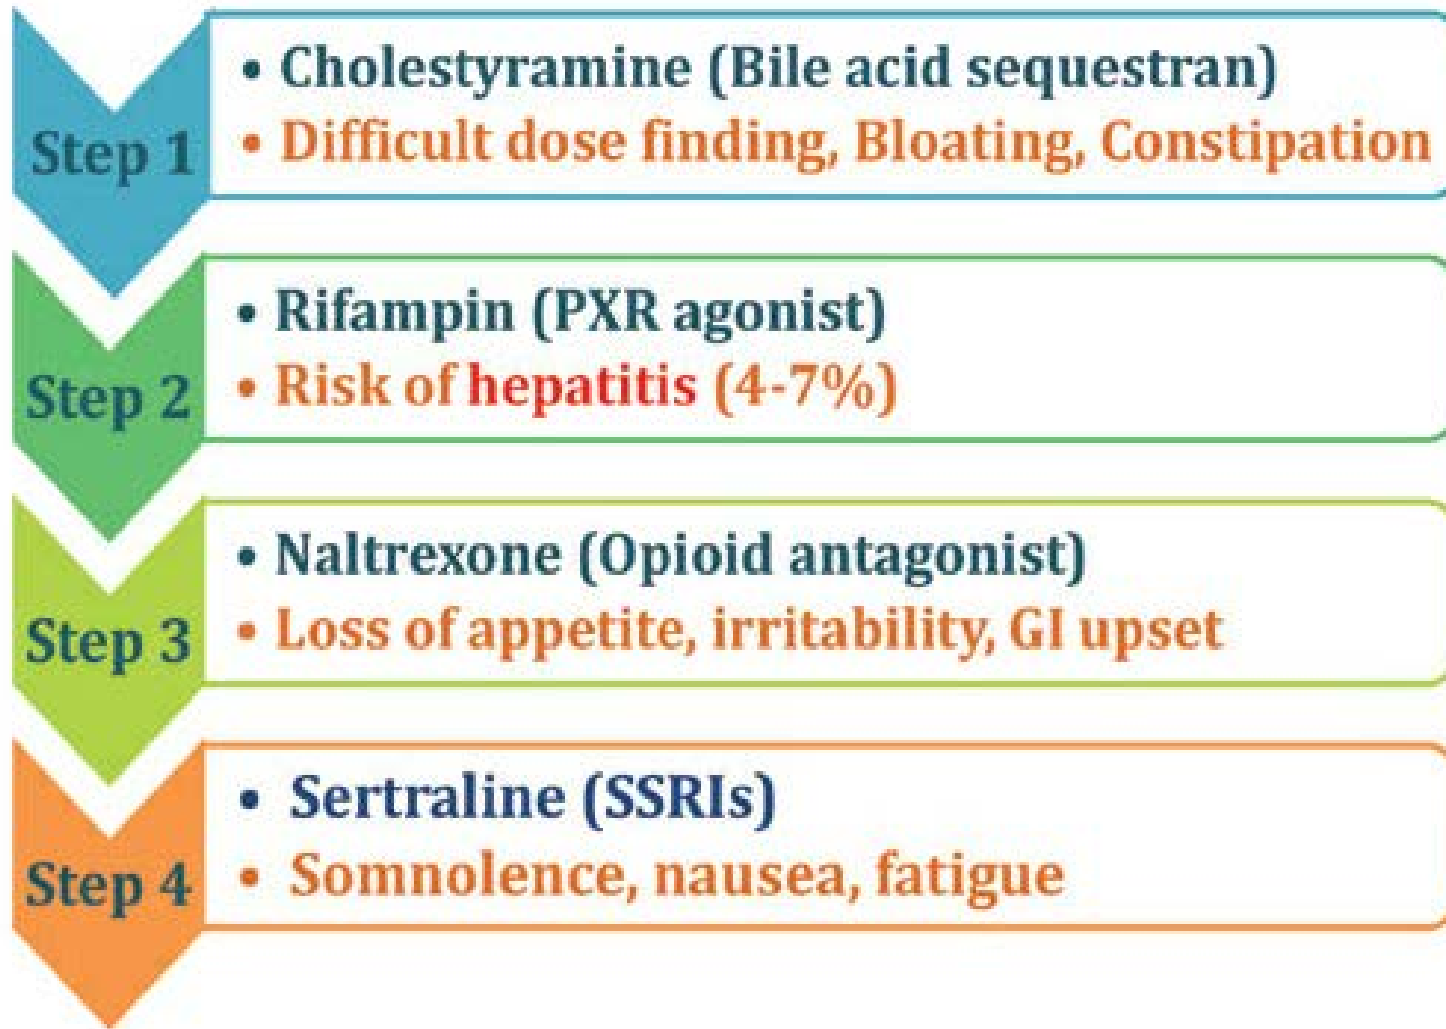 Step 1
• Cholestyramine (Bile acid sequestran)
• Difficult dose finding, Bloating, Constipation
Step 2
• Rifampin (PXR agonist)
• Risk of hepatitis (4-7%)
Step 3
• Naltrexone (Opioid antagonist)
• Loss of appetite, irritability, GI upset
Step 4
• Sertraline (SSRIs)
• Somnolence, nausea, fatigue